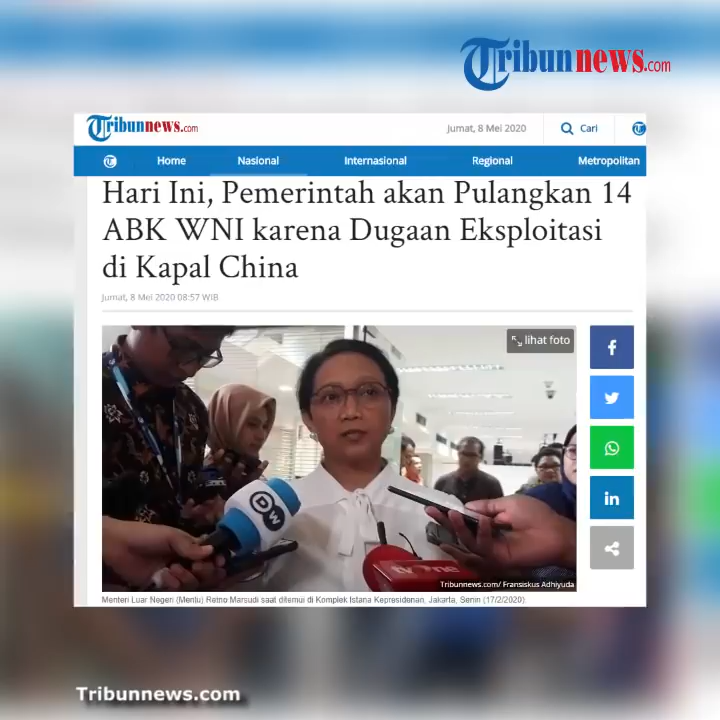 Tribunnews.com
Tribunnews.com
Jumat, 8 Mei 2020
Cari
Home Nasional Internasional Regional Metropolitan
Hari Ini, Pemerintah akan Pulangkan 14
ABK WNI karena Dugaan Eksploitasi
di Kapal China
Jumat, 8 Mei 2020 08:57 WIB
lihat foto
DW
tvOne
Tribunnews.com/ Fransiskus Adhiyuda
Menteri Luar Negeri (Menlu) Retno Marsudi saat ditemui di Komplek Istana Kepresidenan, Jakarta, Senin (17/2/2020)
Tribunnews.com